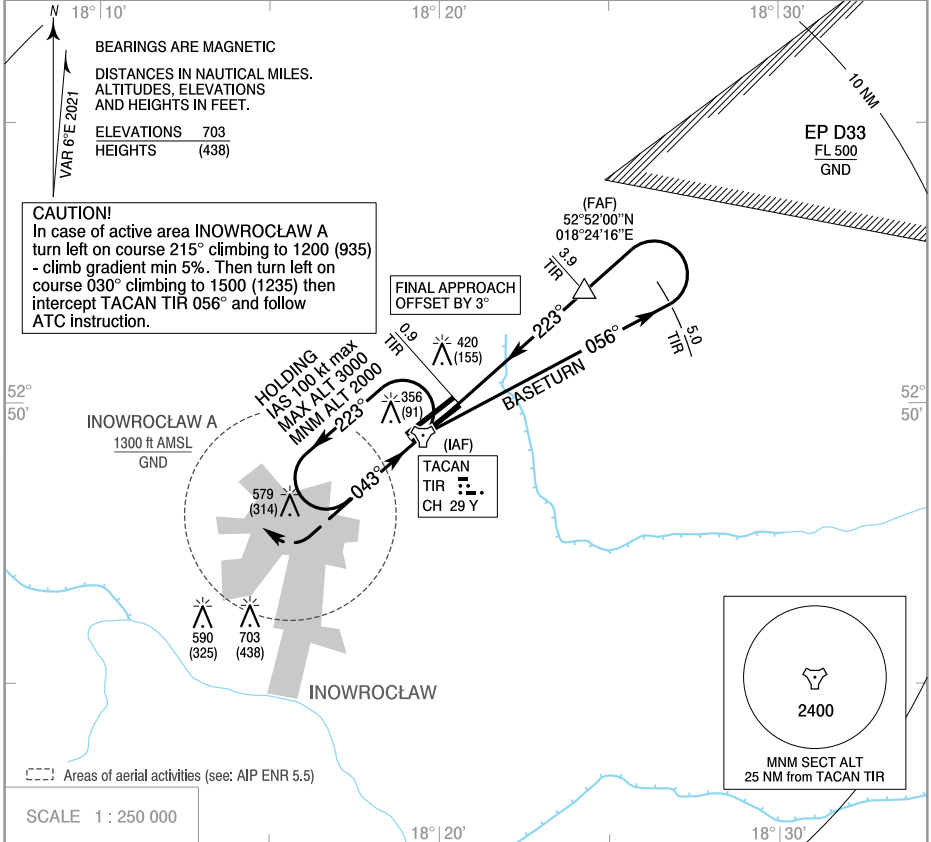 N
18° 10'
18° 20'
18° 30'
VAR 6°E 2021
BEARINGS ARE MAGNETIC
DISTANCES IN NAUTICAL MILES.
ALTITUDES, ELEVATIONS
AND HEIGHTS IN FEET.
ELEVATIONS 703
HEIGHTS (438)
10 NM
EP D33
FL 500
GND
CAUTION!
In case of active area INOWROCŁAW A
turn left on course 215° climbing to 1200 (935)
- climb gradient min 5%. Then turn left on
course 030° climbing to 1500 (1235) then
intercept TACAN TIR 056° and follow
ATC instruction.
(FAF)
52°52'00"N
018°24'16"E
3.9
TIR
FINAL APPROACH
OFFSET BY 3°
0.9
TIR
420
(155)
223°
056°
BASETURN
5.0
TIR
HOLDING
IAS 100 kt max
MAX ALT 3000
MNM ALT 2000
223°
356
(91)
043°
52°
50'
52°
50'
INOWROCŁAW A
1300 ft AMSL
GND
(IAF)
TACAN
TIR
CH 29 Y
579
(314)
590
(325)
703
(438)
INOWROCŁAW
2400
MNM SECT ALT
25 NM from TACAN TIR
Areas of aerial activities (see: AIP ENR 5.5)
SCALE 1 : 250 000
18° 20'
18° 30'